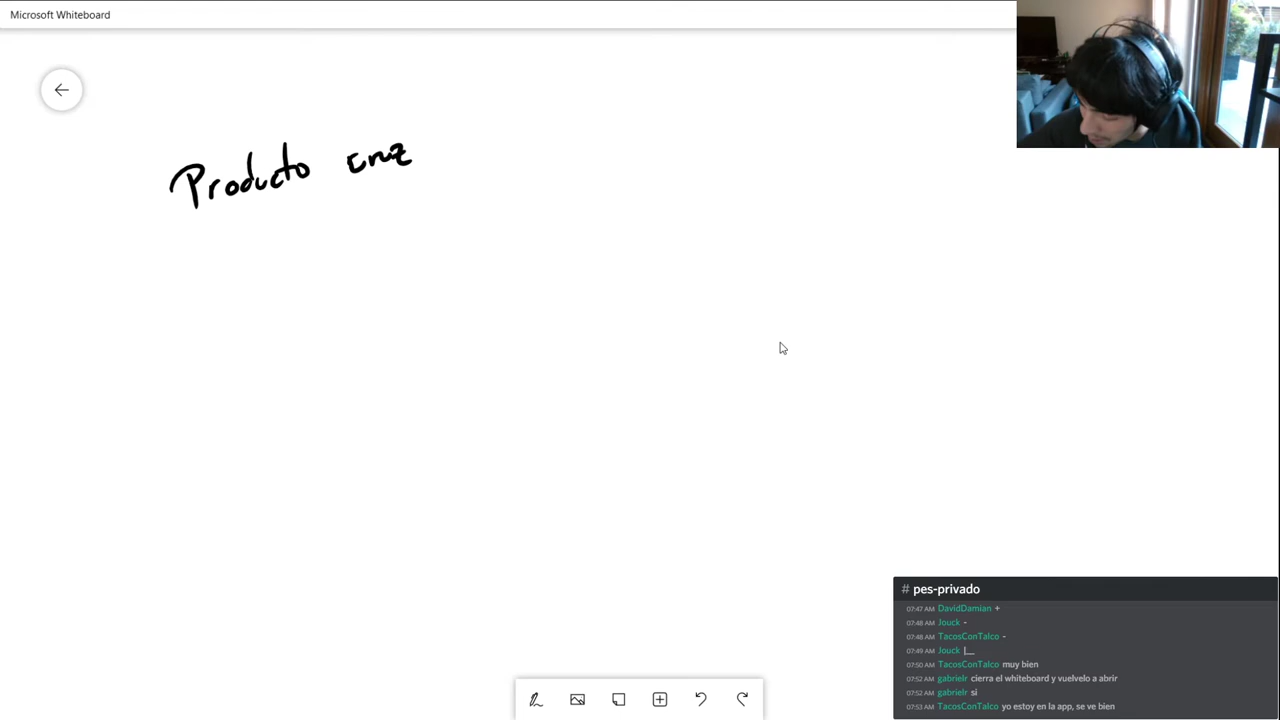 Microsoft Whiteboard
Producto cruz
# pes-privado
07:47 AM DavidDamian +
07:48 AM Jouck -
07:48 AM TacosConTalco -
07:49 AM Jouck |__
07:50 AM TacosConTalco muy bien
07:52 AM gabrielr cierra el whiteboard y vuelvelo a abrir
07:52 AM gabrielr si
07:53 AM TacosConTalco yo estoy en la app, se ve bien